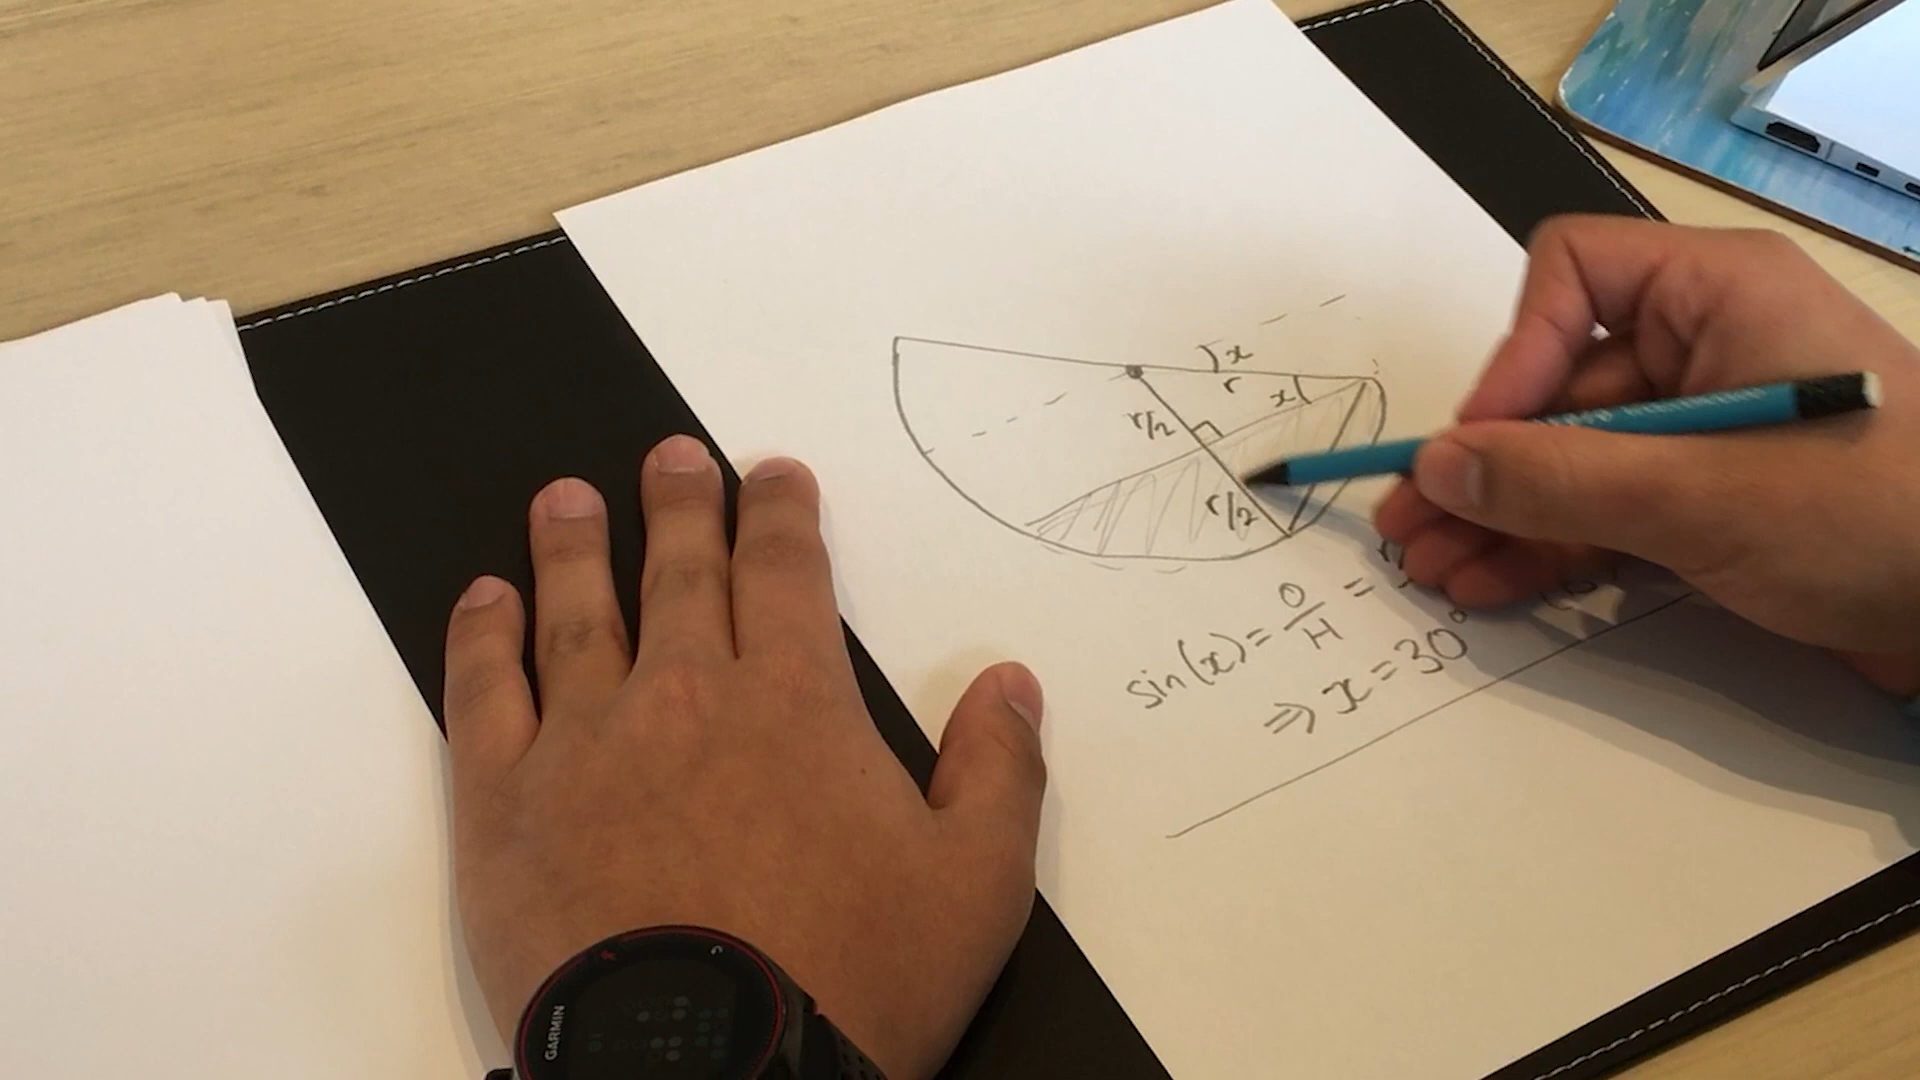 x
r
x
r/2
r/2
sin(x) = O/H =
⇒ x = 30°
GARMIN